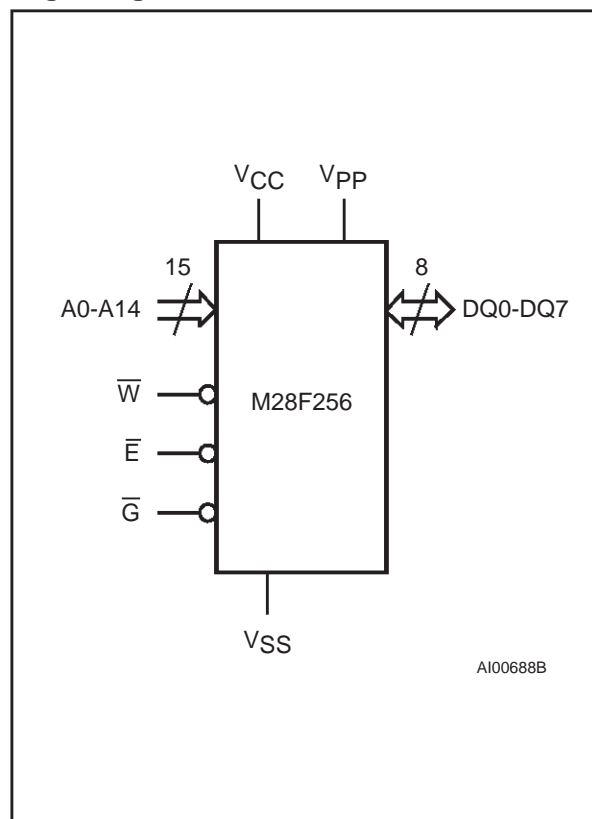 VCC VPP
15 8
A0-A14 DQ0-DQ7
W̅
M28F256
E̅
G̅
VSS
AI00688B